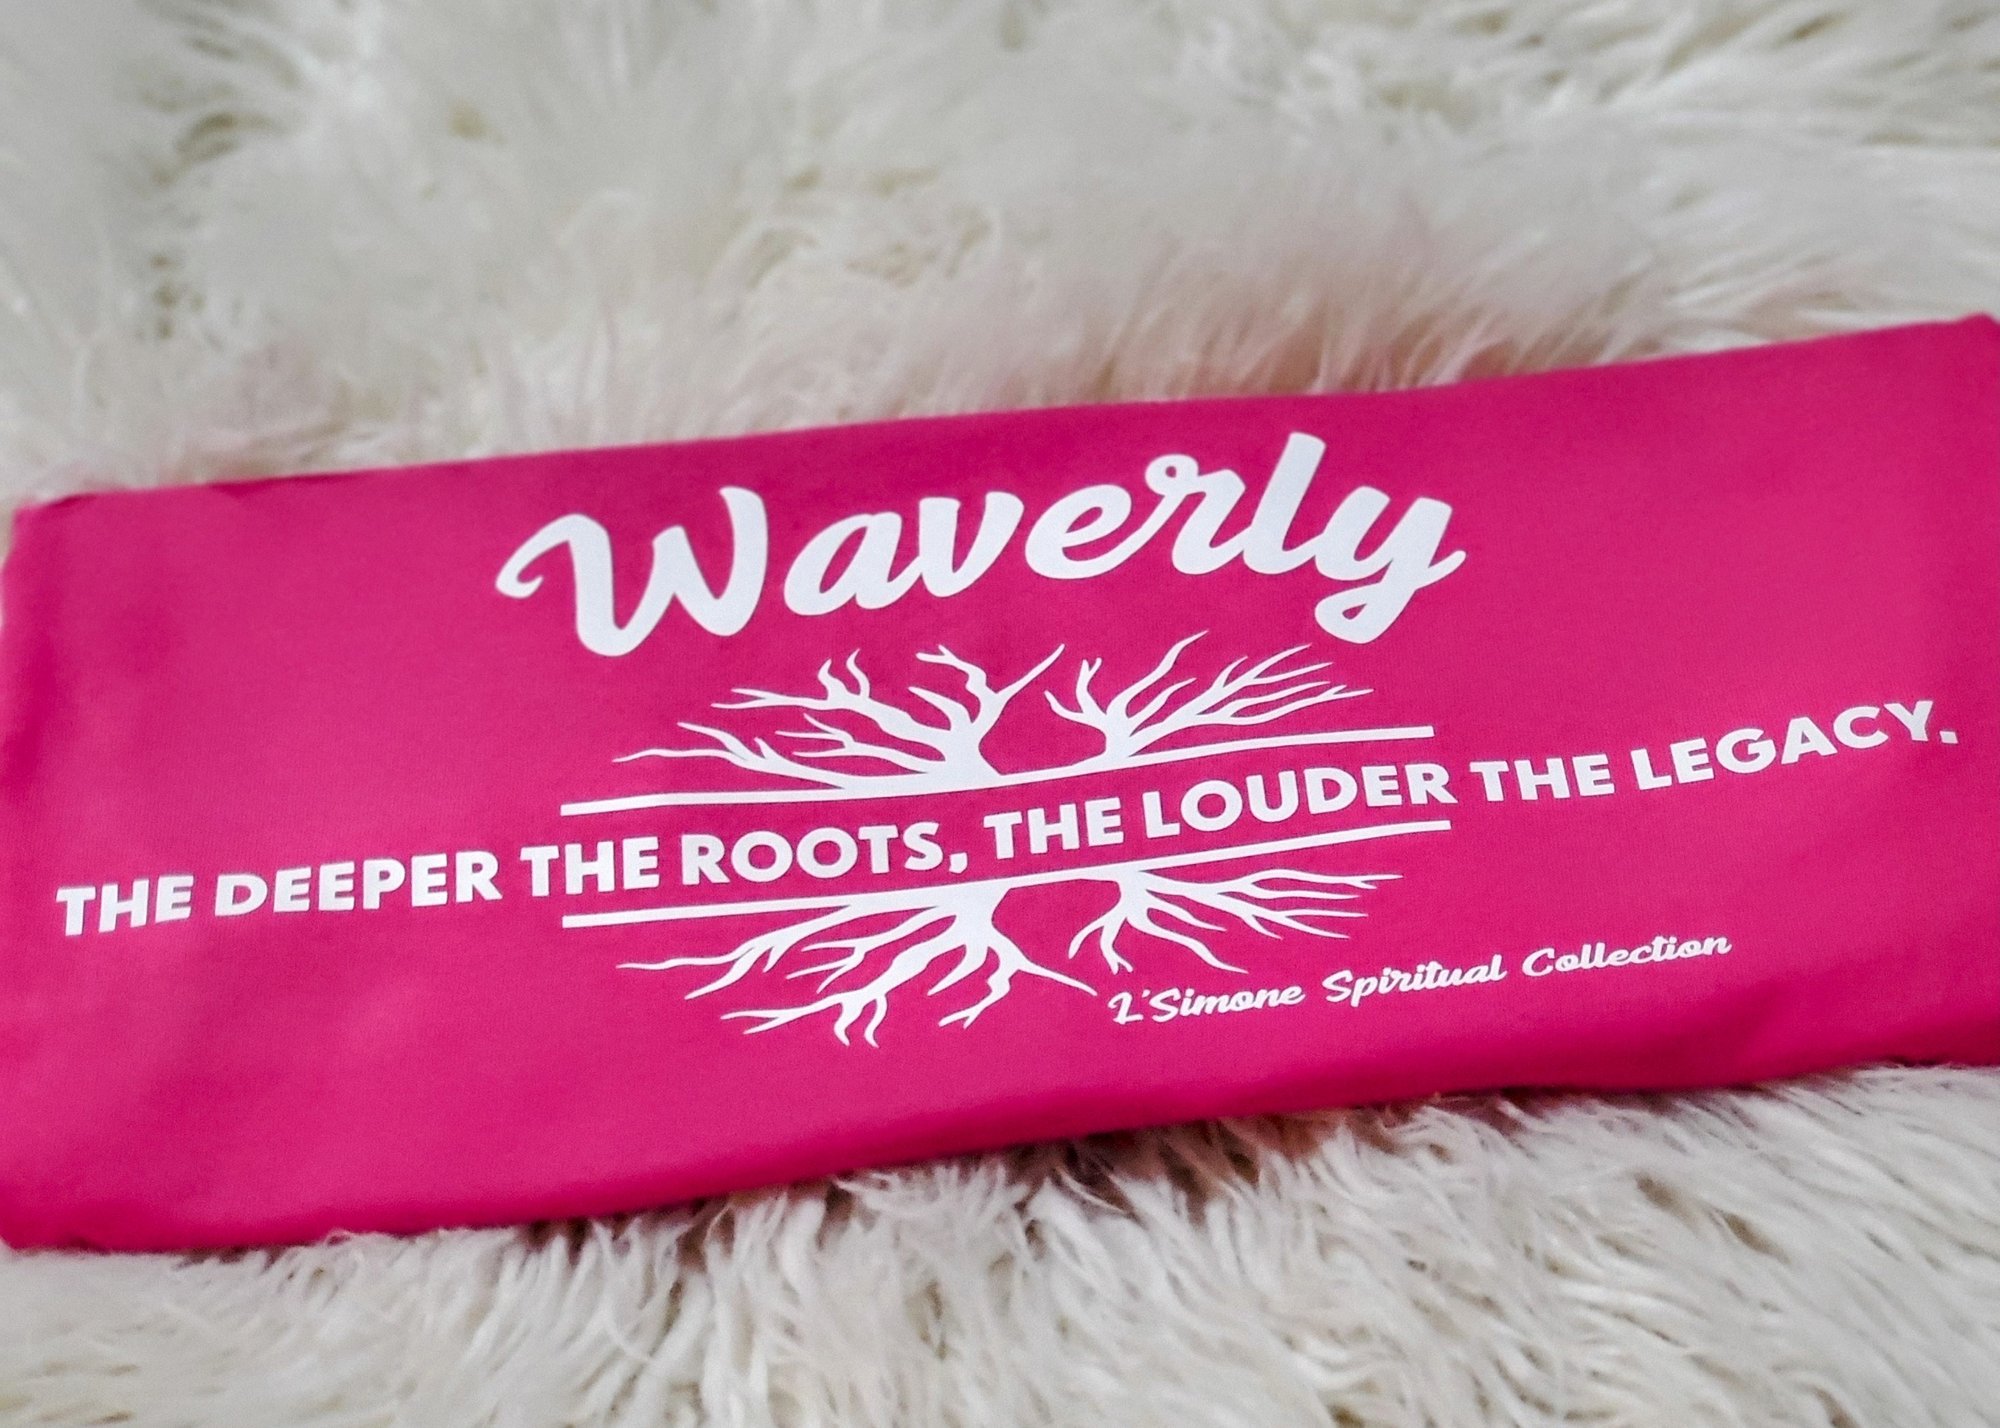 Waverly
THE DEEPER THE ROOTS, THE LOUDER THE LEGACY.
L'Simone Spiritual Collection